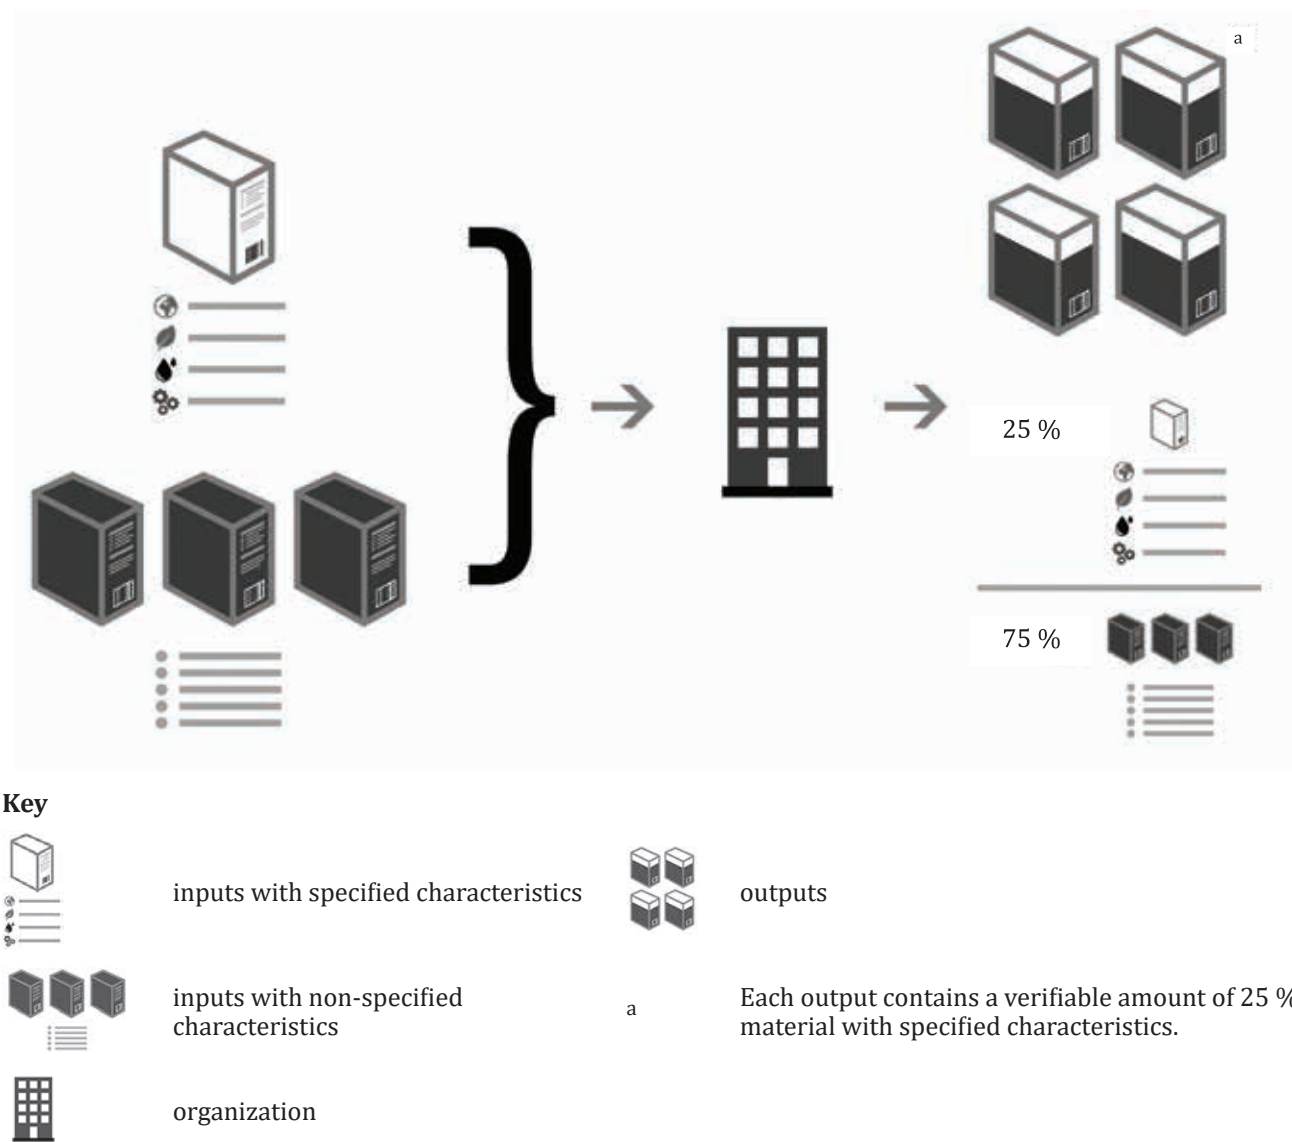 a
25 %
75 %
Key
inputs with specified characteristics
outputs
inputs with non-specified
characteristics
a
Each output contains a verifiable amount of 25 %
material with specified characteristics.
organization